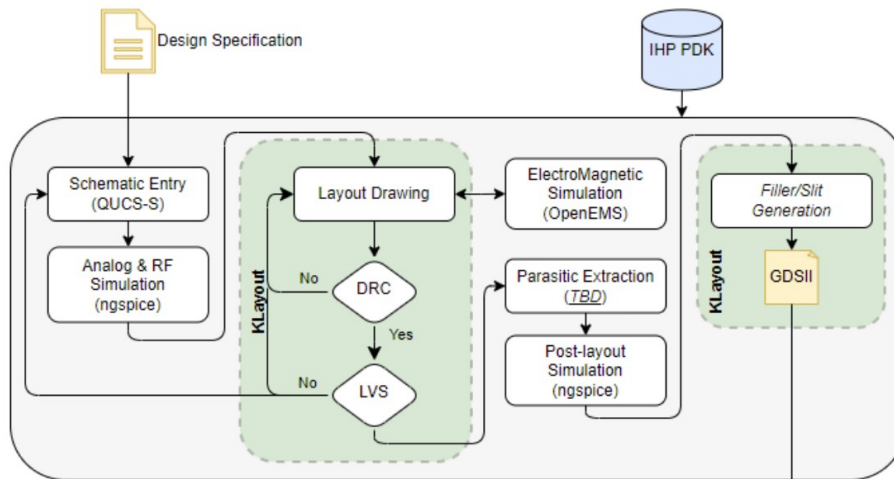 Design Specification
IHP PDK
Schematic Entry
(QUCS-S)
Analog & RF
Simulation
(ngspice)
KLayout
Layout Drawing
No
DRC
Yes
No
LVS
ElectroMagnetic
Simulation
(OpenEMS)
Parasitic Extraction
(TBD)
Post-layout
Simulation
(ngspice)
KLayout
Filler/Slit
Generation
GDSII